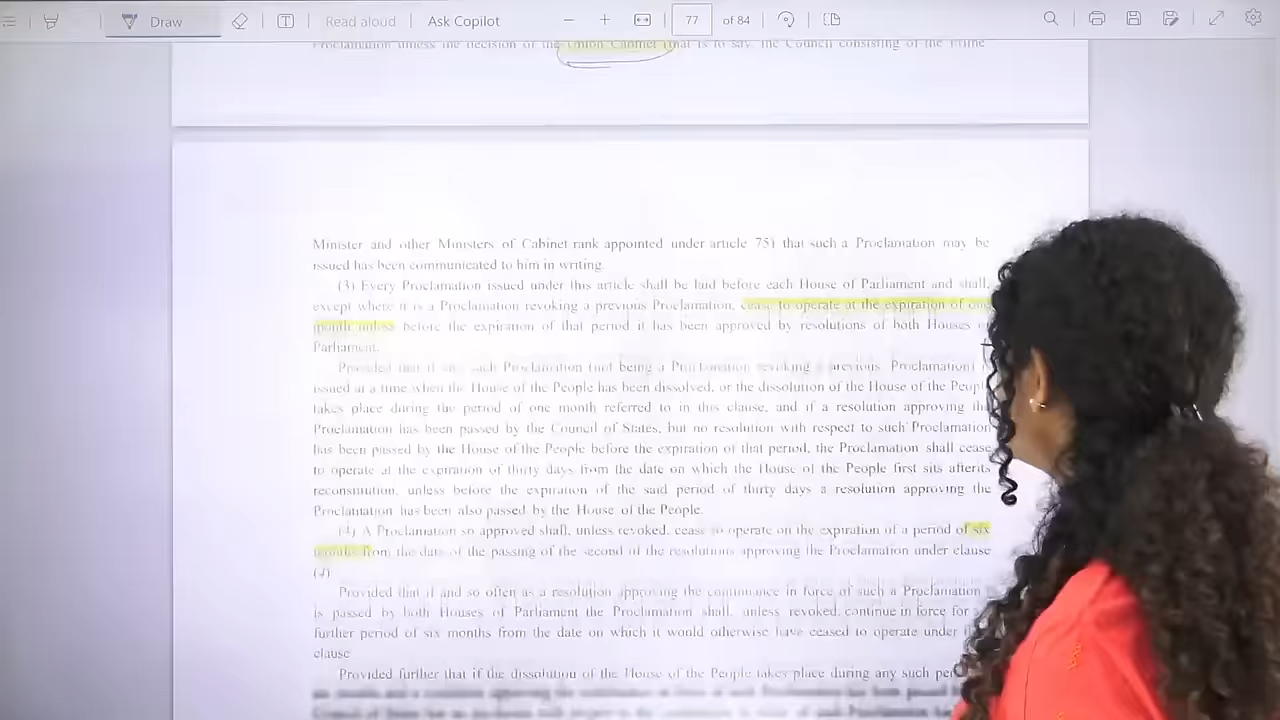 Draw
Read aloud
Ask Copilot
77 of 84
Proclamation unless the decision of the Union Cabinet (that is to say, the Council consisting of the Prime
Minister and other Ministers of Cabinet rank appointed under article 75) that such a Proclamation may be
issued has been communicated to him in writing.
(3) Every Proclamation issued under this article shall be laid before each House of Parliament and shall,
except where it is a Proclamation revoking a previous Proclamation, cease to operate at the expiration of one
month unless before the expiration of that period it has been approved by resolutions of both Houses
Parliament.
Provided that if any such Proclamation (not being a Proclamation revoking a previous Proclamation)
issued at a time when the House of the People has been dissolved, or the dissolution of the House of the Peopl
takes place during the period of one month referred to in this clause, and if a resolution approving the
Proclamation has been passed by the Council of States, but no resolution with respect to such Proclamation
has been passed by the House of the People before the expiration of that period, the Proclamation shall cease
to operate at the expiration of thirty days from the date on which the House of the People first sits after its
reconstitution, unless before the expiration of the said period of thirty days a resolution approving the
Proclamation has been also passed by the House of the People.
(4) A Proclamation so approved shall, unless revoked, cease to operate on the expiration of a period of six
months from the date of the passing of the second of the resolutions approving the Proclamation under clause
Provided that if and so often as a resolution approving the continuance in force of such a Proclamation
is passed by both Houses of Parliament the Proclamation shall, unless revoked, continue in force for
further period of six months from the date on which it would otherwise have ceased to operate under
clause
Provided further that if the dissolution of the House of the People takes place during any such